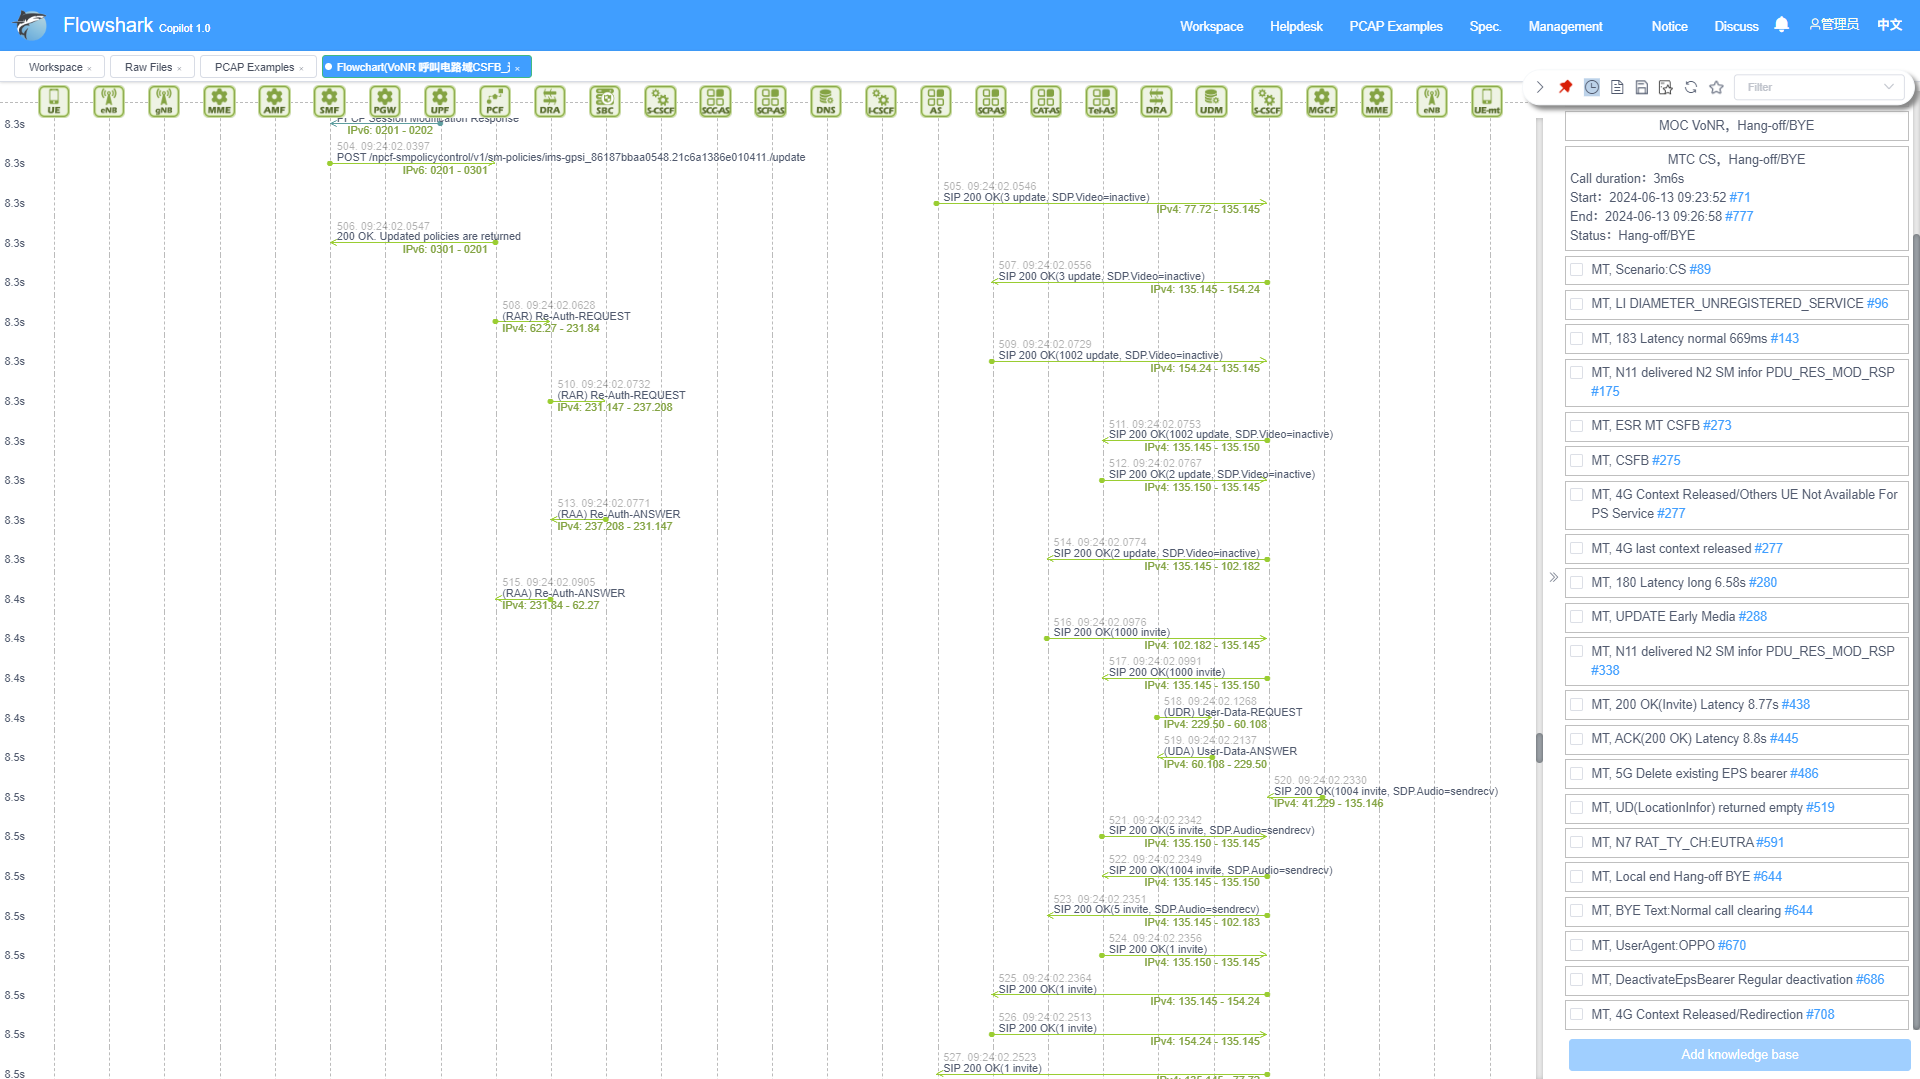 Flowshark Copilot 1.0
Workspace Helpdesk PCAP Examples Spec. Management Notice Discuss 管理员 中文
Workspace × Raw Files × PCAP Examples × Flowchart(VoNR 呼叫电路域CSFB_ ×
Filter
UE eNB gNB MME AMF SMF PGW UPF PCF DRA SBC S-CSCF SCC-AS SCP-AS DNS I-CSCF AS SCP-AS CAT-AS Tel-AS DRA UDM S-CSCF MGCF MME eNB UE-mt
PFCP Session Modification Response
8.3s
IPv6: 0201 - 0202
504. 09:24:02.0397
POST /npcf-smpolicycontrol/v1/sm-policies/ims-gpsi_86187bbaa0548.21c6a1386e010411./update
8.3s
IPv6: 0201 - 0301
505. 09:24:02.0546
SIP 200 OK(3 update, SDP.Video=inactive)
8.3s
IPv4: 77.72 - 135.145
506. 09:24:02.0547
200 OK. Updated policies are returned
8.3s
IPv6: 0301 - 0201
507. 09:24:02.0556
SIP 200 OK(3 update, SDP.Video=inactive)
8.3s
IPv4: 135.145 - 154.24
508. 09:24:02.0628
(RAR) Re-Auth-REQUEST
8.3s
IPv4: 62.27 - 231.84
509. 09:24:02.0729
SIP 200 OK(1002 update, SDP.Video=inactive)
8.3s
IPv4: 154.24 - 135.145
510. 09:24:02.0732
(RAR) Re-Auth-REQUEST
8.3s
IPv4: 231.147 - 237.208
511. 09:24:02.0753
SIP 200 OK(1002 update, SDP.Video=inactive)
8.3s
IPv4: 135.145 - 135.150
512. 09:24:02.0767
SIP 200 OK(2 update, SDP.Video=inactive)
8.3s
IPv4: 135.150 - 135.145
513. 09:24:02.0771
(RAA) Re-Auth-ANSWER
8.3s
IPv4: 237.208 - 231.147
514. 09:24:02.0774
SIP 200 OK(2 update, SDP.Video=inactive)
8.3s
IPv4: 135.145 - 102.182
515. 09:24:02.0905
(RAA) Re-Auth-ANSWER
8.4s
IPv4: 231.84 - 62.27
516. 09:24:02.0976
SIP 200 OK(1000 invite)
8.4s
IPv4: 102.182 - 135.145
517. 09:24:02.0991
SIP 200 OK(1000 invite)
8.4s
IPv4: 135.145 - 135.150
518. 09:24:02.1268
(UDR) User-Data-REQUEST
8.4s
IPv4: 229.50 - 60.108
519. 09:24:02.2137
(UDA) User-Data-ANSWER
8.5s
IPv4: 60.108 - 229.50
520. 09:24:02.2330
SIP 200 OK(1004 invite, SDP.Audio=sendrecv)
8.5s
IPv4: 41.229 - 135.146
521. 09:24:02.2342
SIP 200 OK(5 invite, SDP.Audio=sendrecv)
8.5s
IPv4: 135.150 - 135.145
522. 09:24:02.2349
SIP 200 OK(1004 invite, SDP.Audio=sendrecv)
8.5s
IPv4: 135.145 - 135.150
523. 09:24:02.2351
SIP 200 OK(5 invite, SDP.Audio=sendrecv)
8.5s
IPv4: 135.145 - 102.183
524. 09:24:02.2356
SIP 200 OK(1 invite)
8.5s
IPv4: 135.150 - 135.145
525. 09:24:02.2364
SIP 200 OK(1 invite)
8.5s
IPv4: 135.145 - 154.24
526. 09:24:02.2513
SIP 200 OK(1 invite)
8.5s
IPv4: 154.24 - 135.145
527. 09:24:02.2523
SIP 200 OK(1 invite)
8.5s
IPv4: 135.145 - 77.72
MOC VoNR，Hang-off/BYE
MTC CS，Hang-off/BYE
Call duration：3m6s
Start：2024-06-13 09:23:52 #71
End：2024-06-13 09:26:58 #777
Status：Hang-off/BYE
MT, Scenario:CS #89
MT, LI DIAMETER_UNREGISTERED_SERVICE #96
MT, 183 Latency normal 669ms #143
MT, N11 delivered N2 SM infor PDU_RES_MOD_RSP
#175
MT, ESR MT CSFB #273
MT, CSFB #275
MT, 4G Context Released/Others UE Not Available For
PS Service #277
MT, 4G last context released #277
MT, 180 Latency long 6.58s #280
MT, UPDATE Early Media #288
MT, N11 delivered N2 SM infor PDU_RES_MOD_RSP
#338
MT, 200 OK(Invite) Latency 8.77s #438
MT, ACK(200 OK) Latency 8.8s #445
MT, 5G Delete existing EPS bearer #486
MT, UD(LocationInfor) returned empty #519
MT, N7 RAT_TY_CH:EUTRA #591
MT, Local end Hang-off BYE #644
MT, BYE Text:Normal call clearing #644
MT, UserAgent:OPPO #670
MT, DeactivateEpsBearer Regular deactivation #686
MT, 4G Context Released/Redirection #708
Add knowledge base